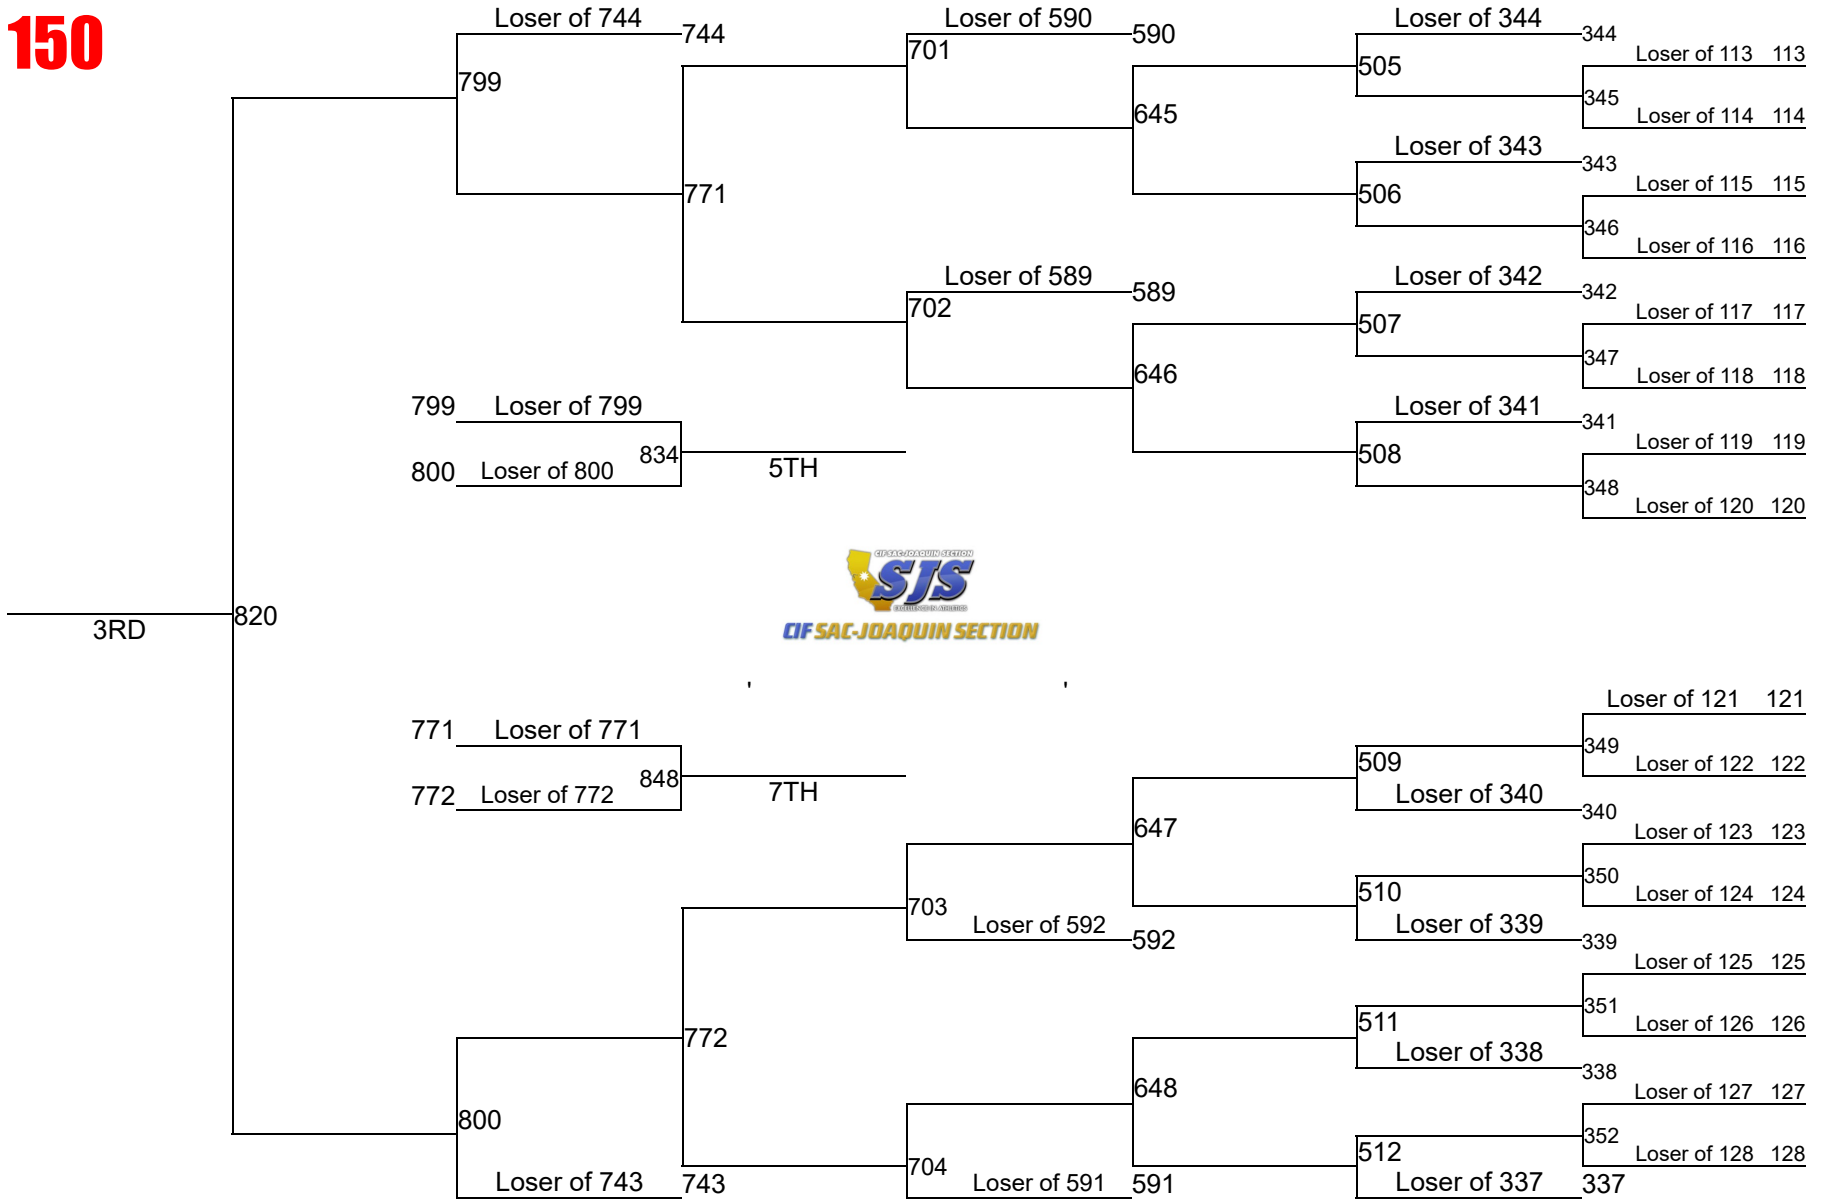 150
Loser of 744 744
Loser of 590 590
Loser of 344 344
701
Loser of 113 113
505
799
345
645
Loser of 114 114
Loser of 343 343
Loser of 115 115
771
506
346
Loser of 116 116
Loser of 589 589
Loser of 342 342
702
Loser of 117 117
507
347
646
Loser of 118 118
799 Loser of 799
Loser of 341 341
Loser of 119 119
834
508
800 Loser of 800
5TH
348
Loser of 120 120
CIF SAC-JOAQUIN SECTION
SJS
EXCELLENCE IN ATHLETICS
820
3RD
CIF SAC-JOAQUIN SECTION
' '
Loser of 121 121
771 Loser of 771
349
509
Loser of 122 122
848
772 Loser of 772
7TH
Loser of 340 340
647
Loser of 123 123
350
510
Loser of 124 124
703
Loser of 592 592
Loser of 339 339
Loser of 125 125
351
511
Loser of 126 126
772
Loser of 338 338
648
Loser of 127 127
800
352
512
Loser of 128 128
704
Loser of 743 743
Loser of 591 591
Loser of 337 337